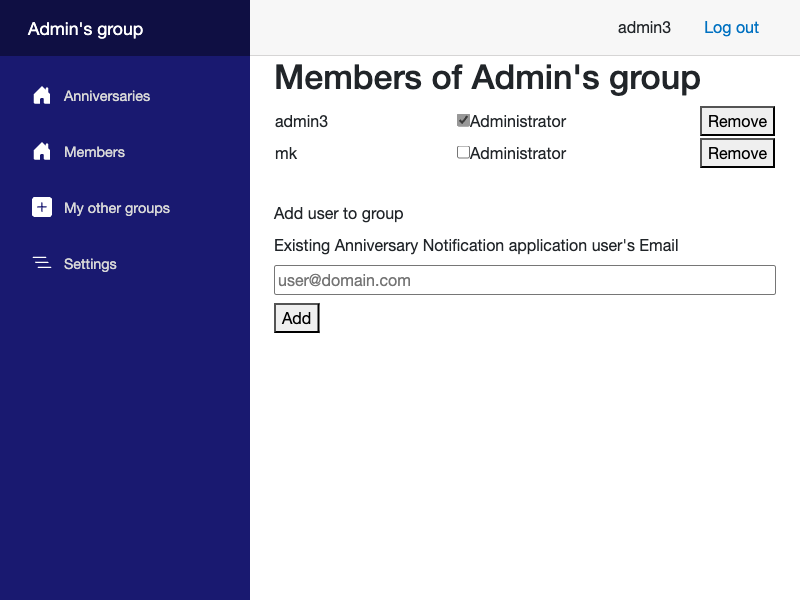 Admin's group
admin3 Log out
Anniversaries
Members
My other groups
Settings
Members of Admin's group
admin3 Administrator Remove
mk Administrator Remove
Add user to group
Existing Anniversary Notification application user's Email
user@domain.com
Add